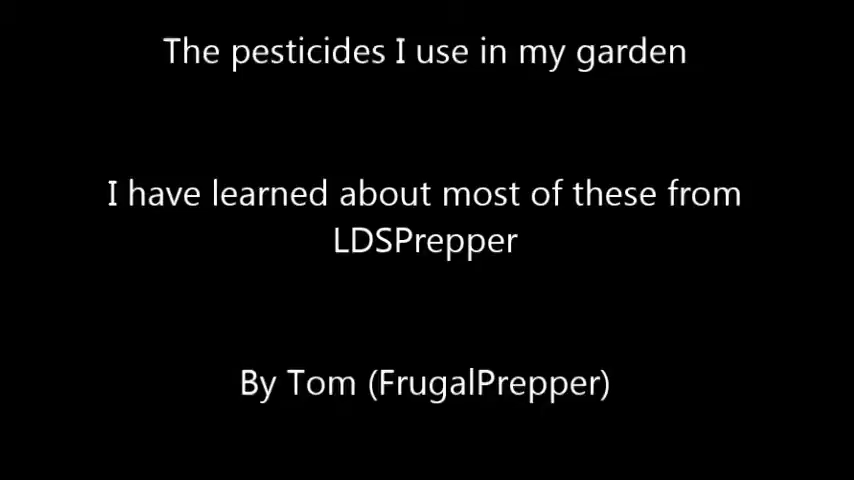 The pesticides I use in my garden
I have learned about most of these from
LDSPrepper
By Tom (FrugalPrepper)